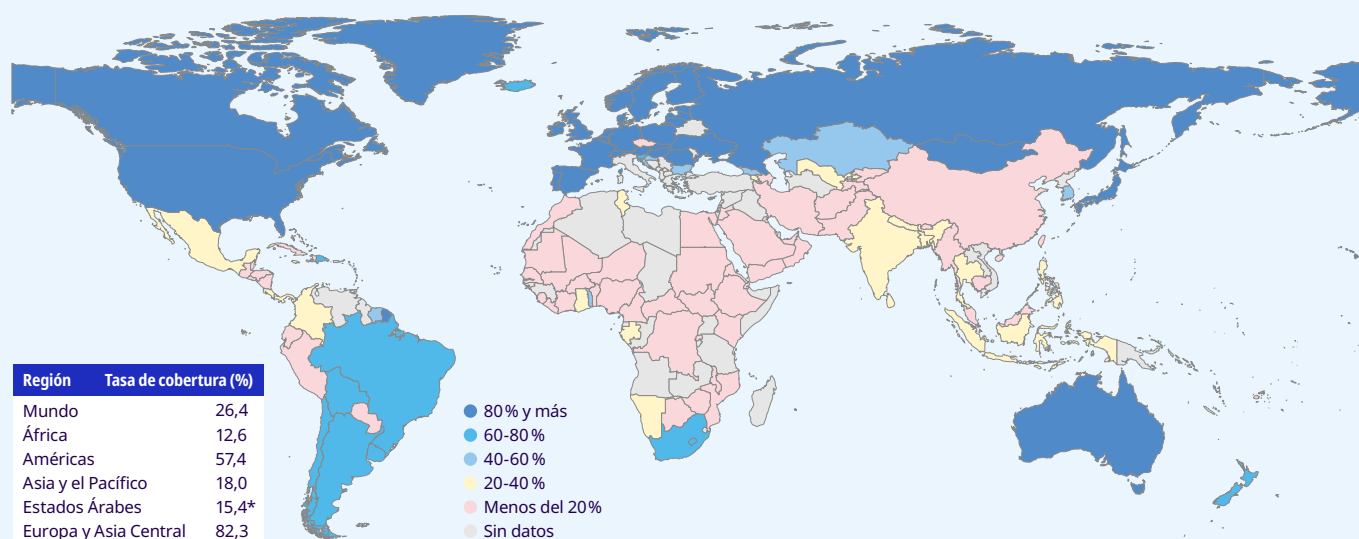 Región Tasa de cobertura (%)
Mundo 26,4
África 12,6
Américas 57,4
Asia y el Pacífico 18,0
Estados Árabes 15,4*
Europa y Asia Central 82,3
80 % y más
60-80 %
40-60 %
20-40 %
Menos del 20 %
Sin datos